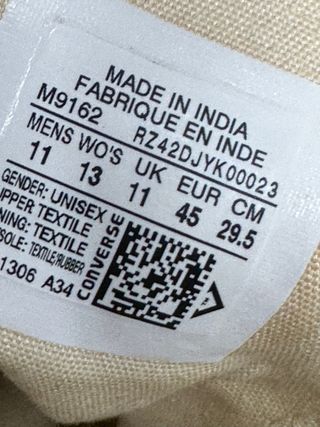 MADE IN INDIA
FABRIQUE EN INDE
M9162 RZ42DJYK00023
MENS WO'S UK EUR CM
11 13 11 45 29.5
GENDER: UNISEX
UPPER: TEXTILE
NING: TEXTILE
SOLE: TEXTILE/RUBBER
1306 A34
CONVERSE